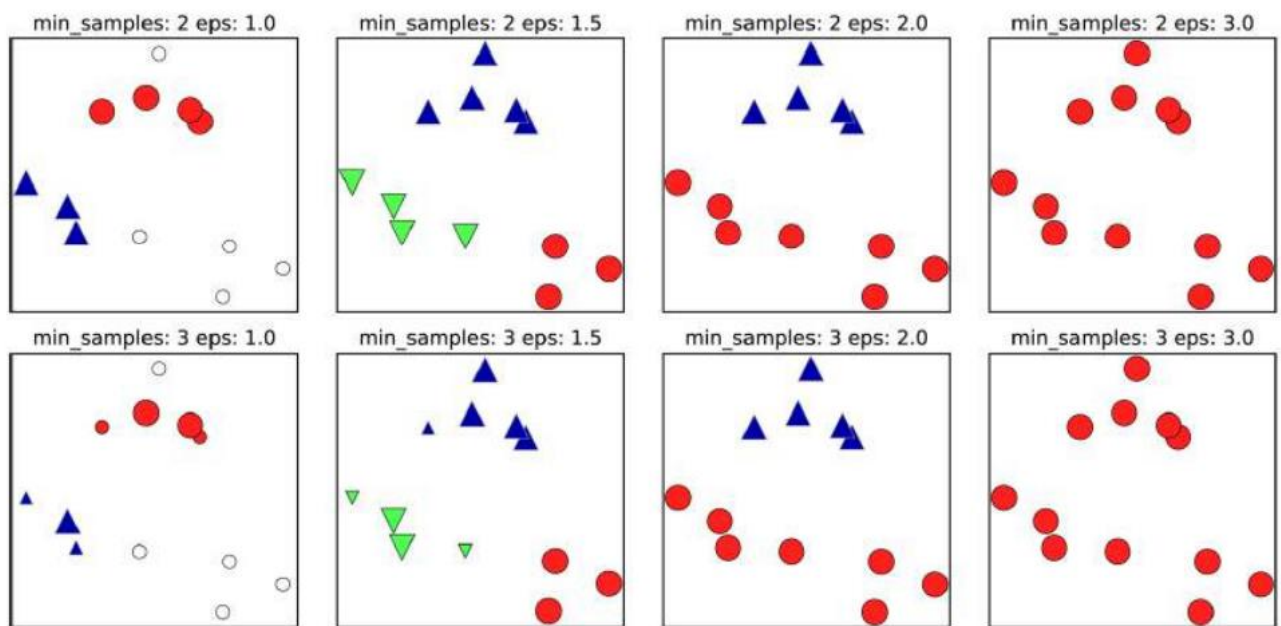 min_samples: 2 eps: 1.0
min_samples: 2 eps: 1.5
min_samples: 2 eps: 2.0
min_samples: 2 eps: 3.0
min_samples: 3 eps: 1.0
min_samples: 3 eps: 1.5
min_samples: 3 eps: 2.0
min_samples: 3 eps: 3.0